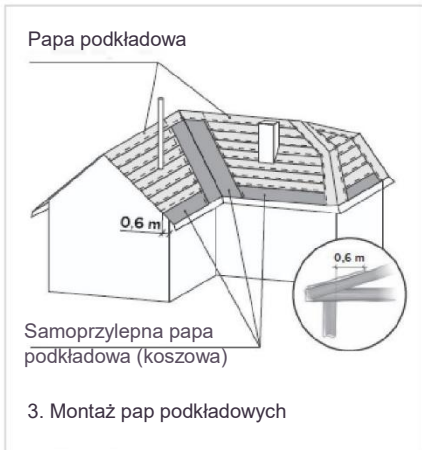 Papa podkładowa
0,6 m
0,6 m
Samoprzylepna papa
podkładowa (koszowa)
3. Montaż pap podkładowych